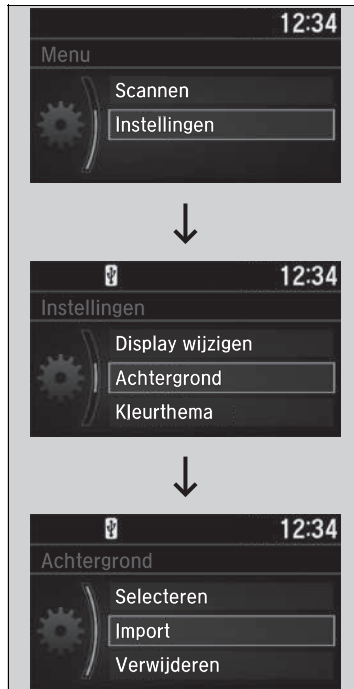 12:34
Menu
Scannen
Instellingen
12:34
Instellingen
Display wijzigen
Achtergrond
Kleurthema
12:34
Achtergrond
Selecteren
Import
Verwijderen